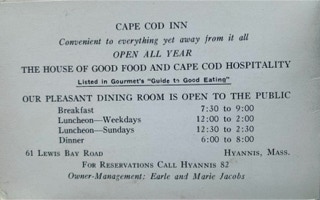 CAPE COD INN
Convenient to everything yet away from it all
OPEN ALL YEAR
THE HOUSE OF GOOD FOOD AND CAPE COD HOSPITALITY
Listed in Gourmet's "Guide to Good Eating"
OUR PLEASANT DINING ROOM IS OPEN TO THE PUBLIC
Breakfast 7:30 to 9:00
Luncheon—Weekdays 12:00 to 2:00
Luncheon—Sundays 12:30 to 2:30
Dinner 6:00 to 8:00
61 LEWIS BAY ROAD HYANNIS, MASS.
FOR RESERVATIONS CALL HYANNIS 82
Owner-Management: Earle and Marie Jacobs